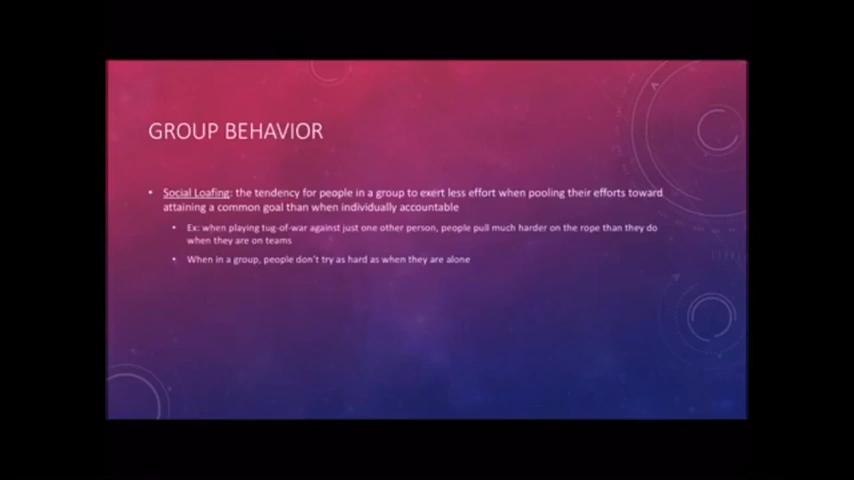 GROUP BEHAVIOR
• Social Loafing: the tendency for people in a group to exert less effort when pooling their efforts toward
attaining a common goal than when individually accountable
• Ex: when playing tug-of-war against just one other person, people pull much harder on the rope than they do
when they are on teams
• When in a group, people don't try as hard as when they are alone